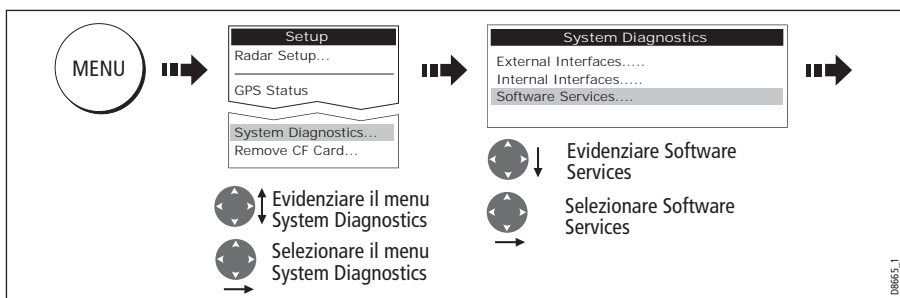 MENU
Setup
Radar Setup...
GPS Status
System Diagnostics...
Remove CF Card...
Evidenziare il menu
System Diagnostics
Selezionare il menu
System Diagnostics
System Diagnostics
External Interfaces.....
Internal Interfaces.....
Software Services....
Evidenziare Software
Services
Selezionare Software
Services
D8665_1